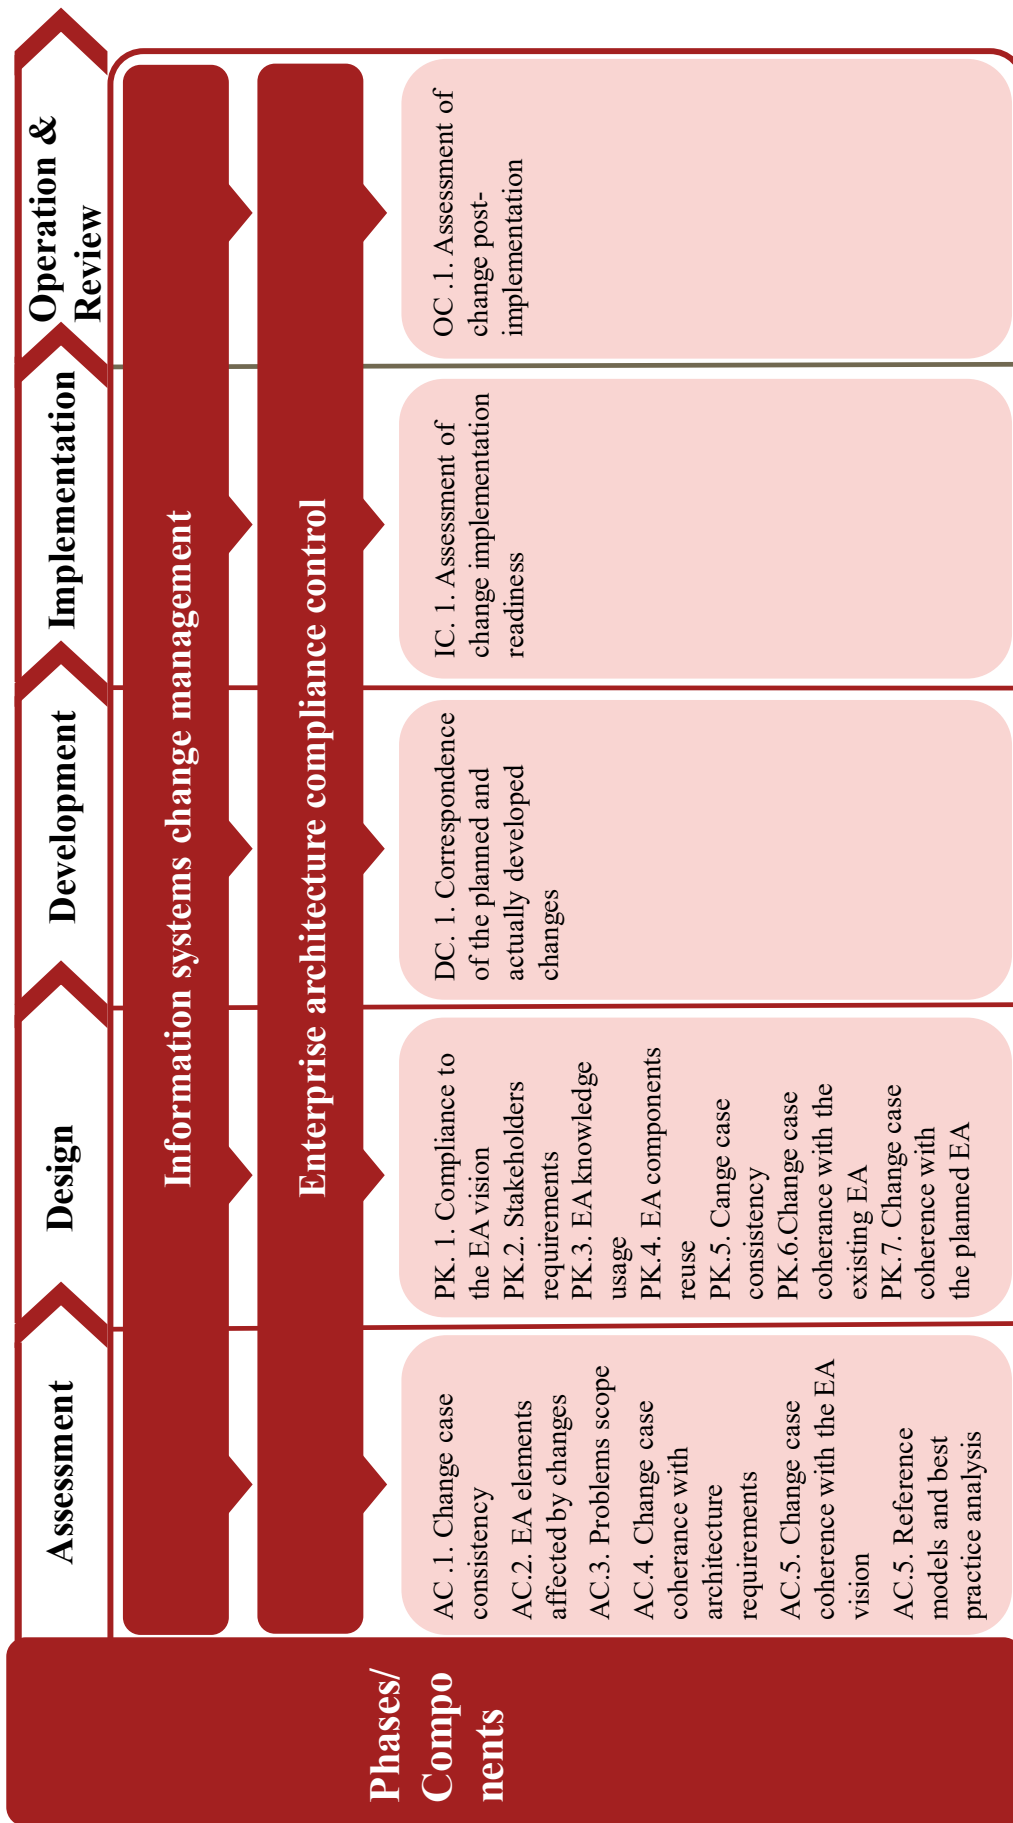 Phases/
Compo
nents
Assessment
Design
Development
Implementation
Operation &
Review
Information systems change management
Enterprise architecture compliance control
AC .1. Change case
consistency
AC.2. EA elements
affected by changes
AC.3. Problems scope
AC.4. Change case
coherance with
architecture
requirements
AC.5. Change case
coherence with the EA
vision
AC.5. Reference
models and best
practice analysis
PK. 1. Compliance to
the EA vision
PK.2. Stakeholders
requirements
PK.3. EA knowledge
usage
PK.4. EA components
reuse
PK.5. Cange case
consistency
PK.6.Change case
coherance with the
existing EA
PK.7. Change case
coherence with
the planned EA
DC. 1. Correspondence
of the planned and
actually developed
changes
IC. 1. Assessment of
change implementation
readiness
OC .1. Assessment of
change post-
implementation